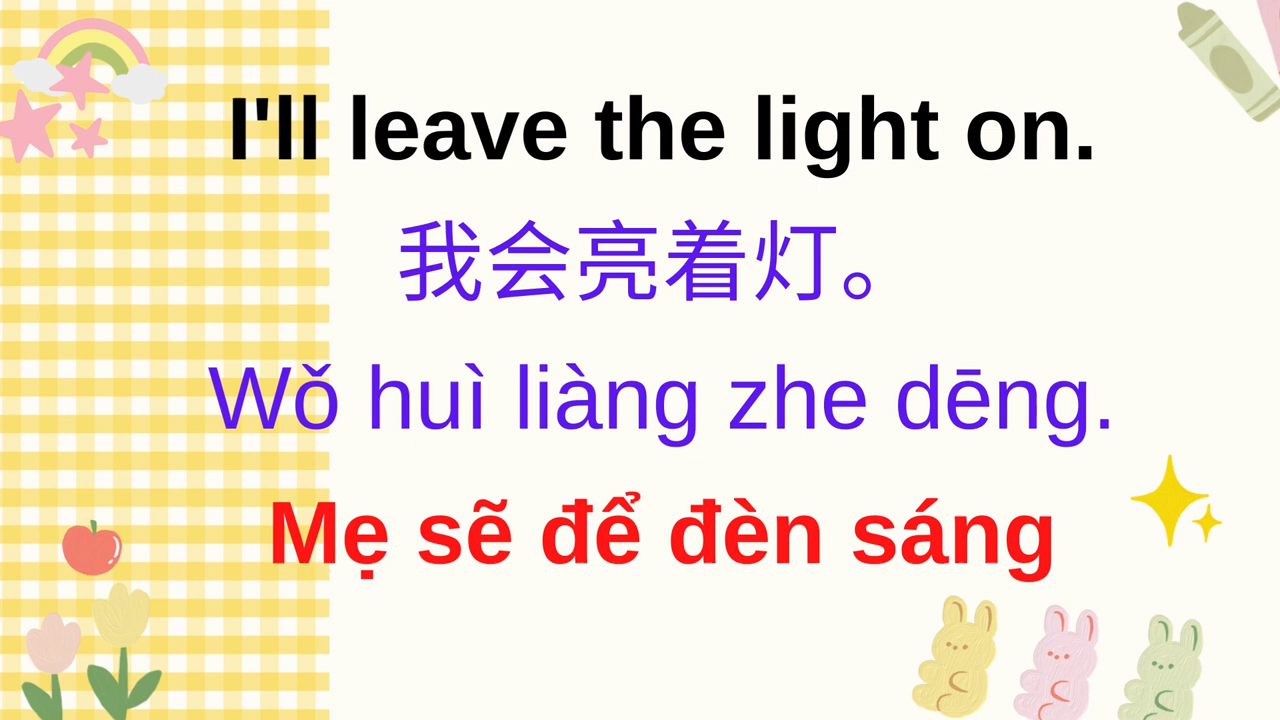 I'll leave the light on.
我会亮着灯。
Wǒ huì liàng zhe dēng.
Mẹ sẽ để đèn sáng